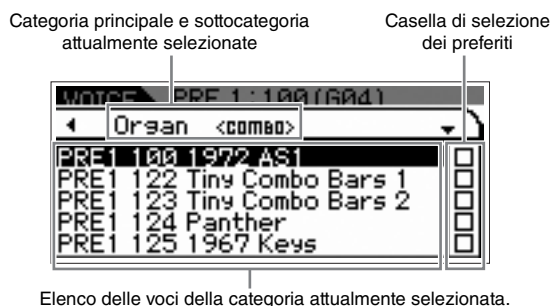 Categoria principale e sottocategoria
attualmente selezionate
Casella di selezione
dei preferiti
VOICE PRE 1:100(G04)
Organ <COMBO>
PRE1 100 1972 AS1
PRE1 122 Tiny Combo Bars 1
PRE1 123 Tiny Combo Bars 2
PRE1 124 Panther
PRE1 125 1967 Keys
Elenco delle voci della categoria attualmente selezionata.